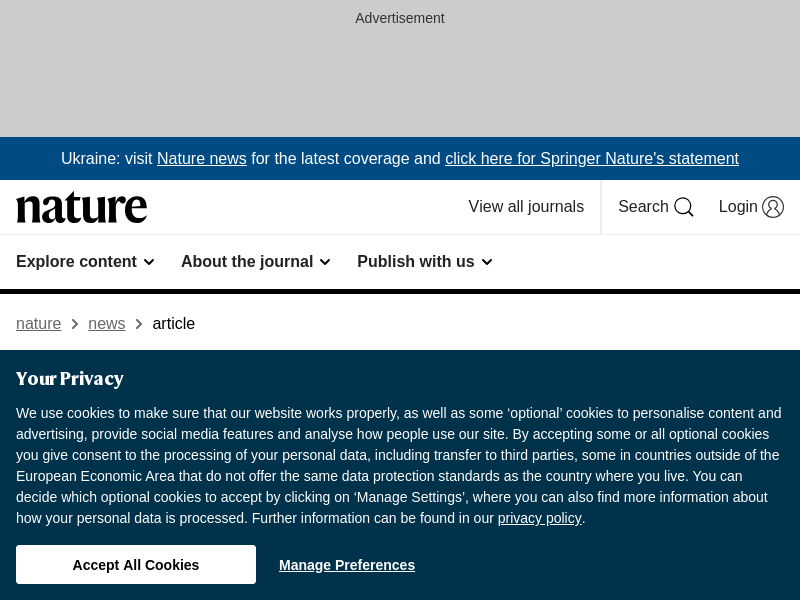 Advertisement
Ukraine: visit Nature news for the latest coverage and click here for Springer Nature's statement
nature
View all journals
Search
Login
Explore content
About the journal
Publish with us
nature
news
article
Your Privacy
We use cookies to make sure that our website works properly, as well as some ‘optional’ cookies to personalise content and
advertising, provide social media features and analyse how people use our site. By accepting some or all optional cookies
you give consent to the processing of your personal data, including transfer to third parties, some in countries outside of the
European Economic Area that do not offer the same data protection standards as the country where you live. You can
decide which optional cookies to accept by clicking on ‘Manage Settings’, where you can also find more information about
how your personal data is processed. Further information can be found in our privacy policy.
Accept All Cookies
Manage Preferences